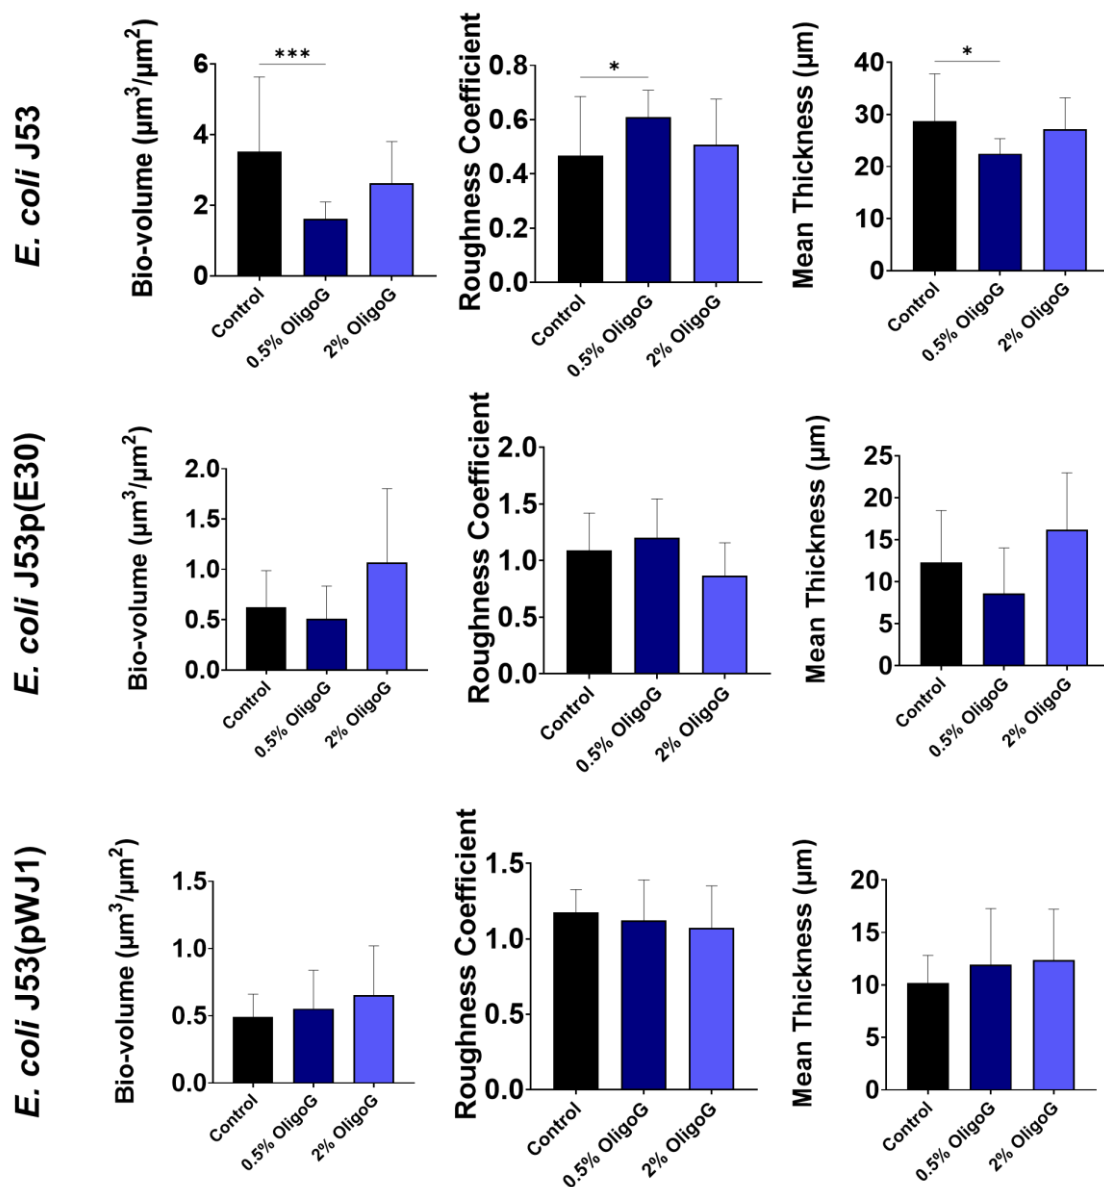 E. coli J53
Bio-volume (µm³/µm²)
6
4
2
0
***
Control
0.5% OligoG
2% OligoG
Roughness Coefficient
0.8
0.6
0.4
0.2
0.0
*
Control
0.5% OligoG
2% OligoG
Mean Thickness (µm)
40
30
20
10
0
*
Control
0.5% OligoG
2% OligoG
E. coli J53p(E30)
Bio-volume (µm³/µm²)
2.0
1.5
1.0
0.5
0.0
Control
0.5% OligoG
2% OligoG
Roughness Coefficient
2.0
1.5
1.0
0.5
0.0
Control
0.5% OligoG
2% OligoG
Mean Thickness (µm)
25
20
15
10
5
0
Control
0.5% OligoG
2% OligoG
E. coli J53(pWJ1)
Bio-volume (µm³/µm²)
1.5
1.0
0.5
0.0
Control
0.5% OligoG
2% OligoG
Roughness Coefficient
1.5
1.0
0.5
0.0
Control
0.5% OligoG
2% OligoG
Mean Thickness (µm)
20
15
10
5
0
Control
0.5% OligoG
2% OligoG